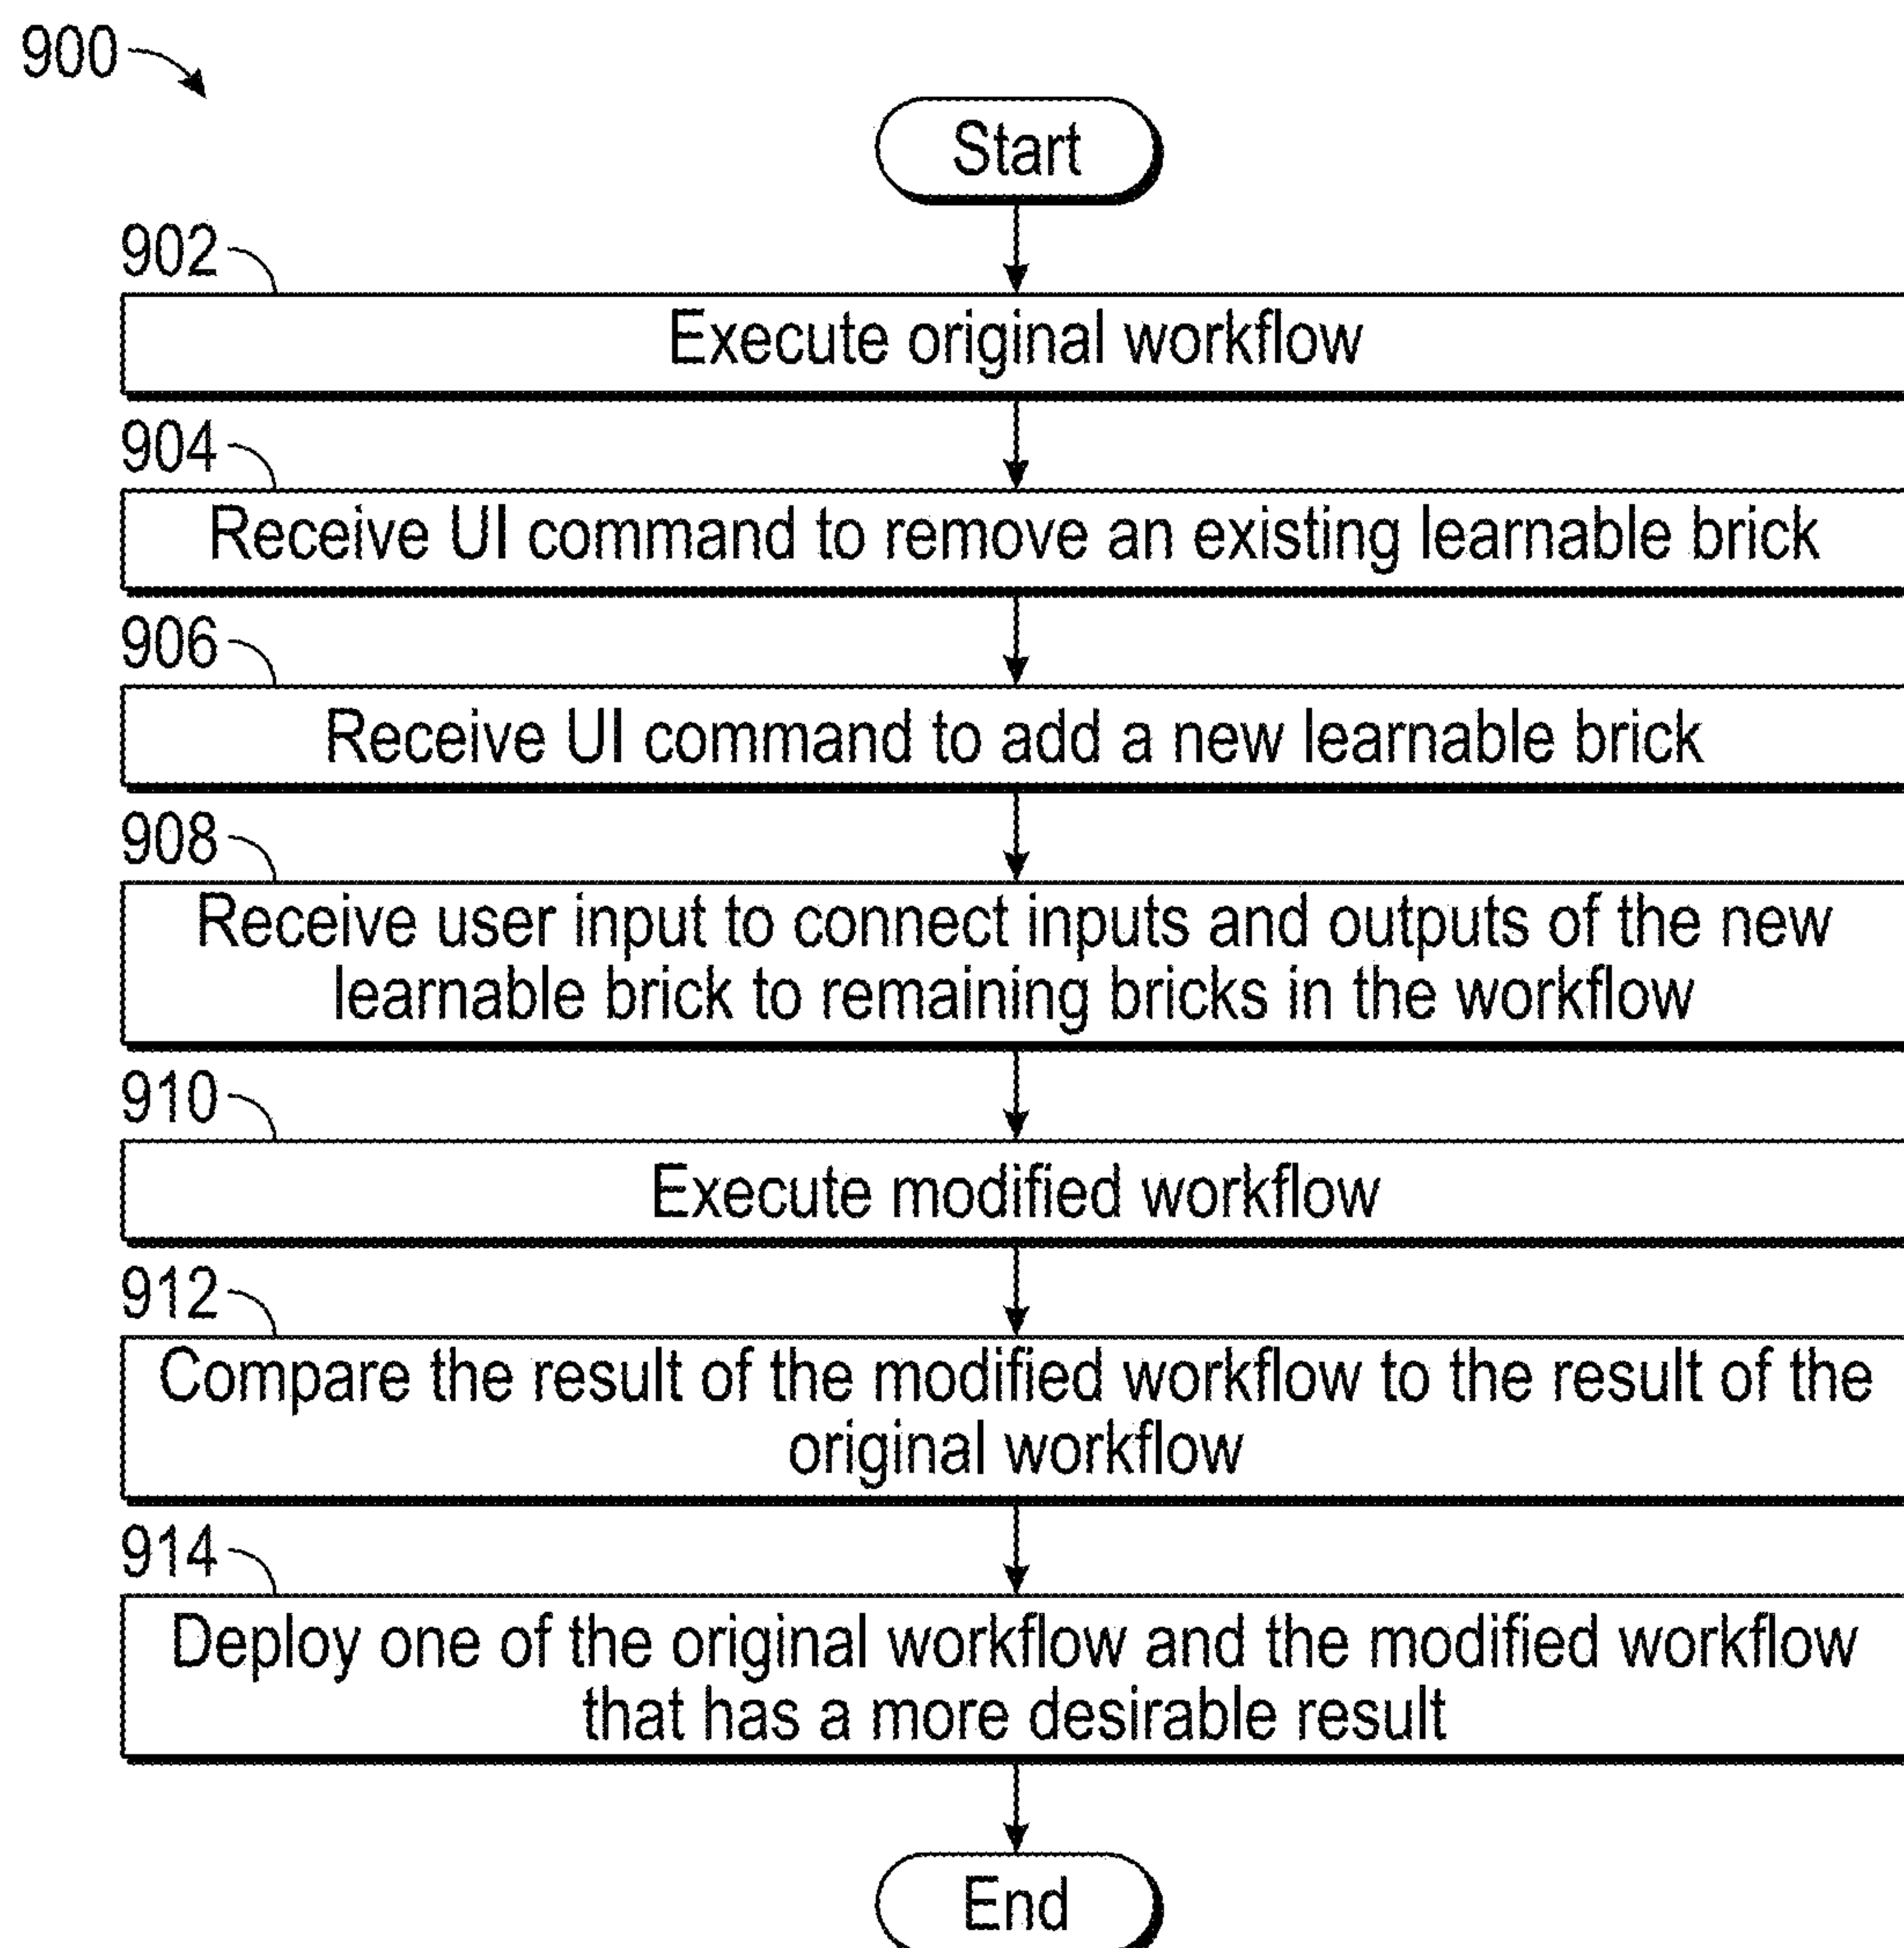 900
Start
902
Execute original workflow
904
Receive UI command to remove an existing learnable brick
906
Receive UI command to add a new learnable brick
908
Receive user input to connect inputs and outputs of the new
learnable brick to remaining bricks in the workflow
910
Execute modified workflow
912
Compare the result of the modified workflow to the result of the
original workflow
914
Deploy one of the original workflow and the modified workflow
that has a more desirable result
End